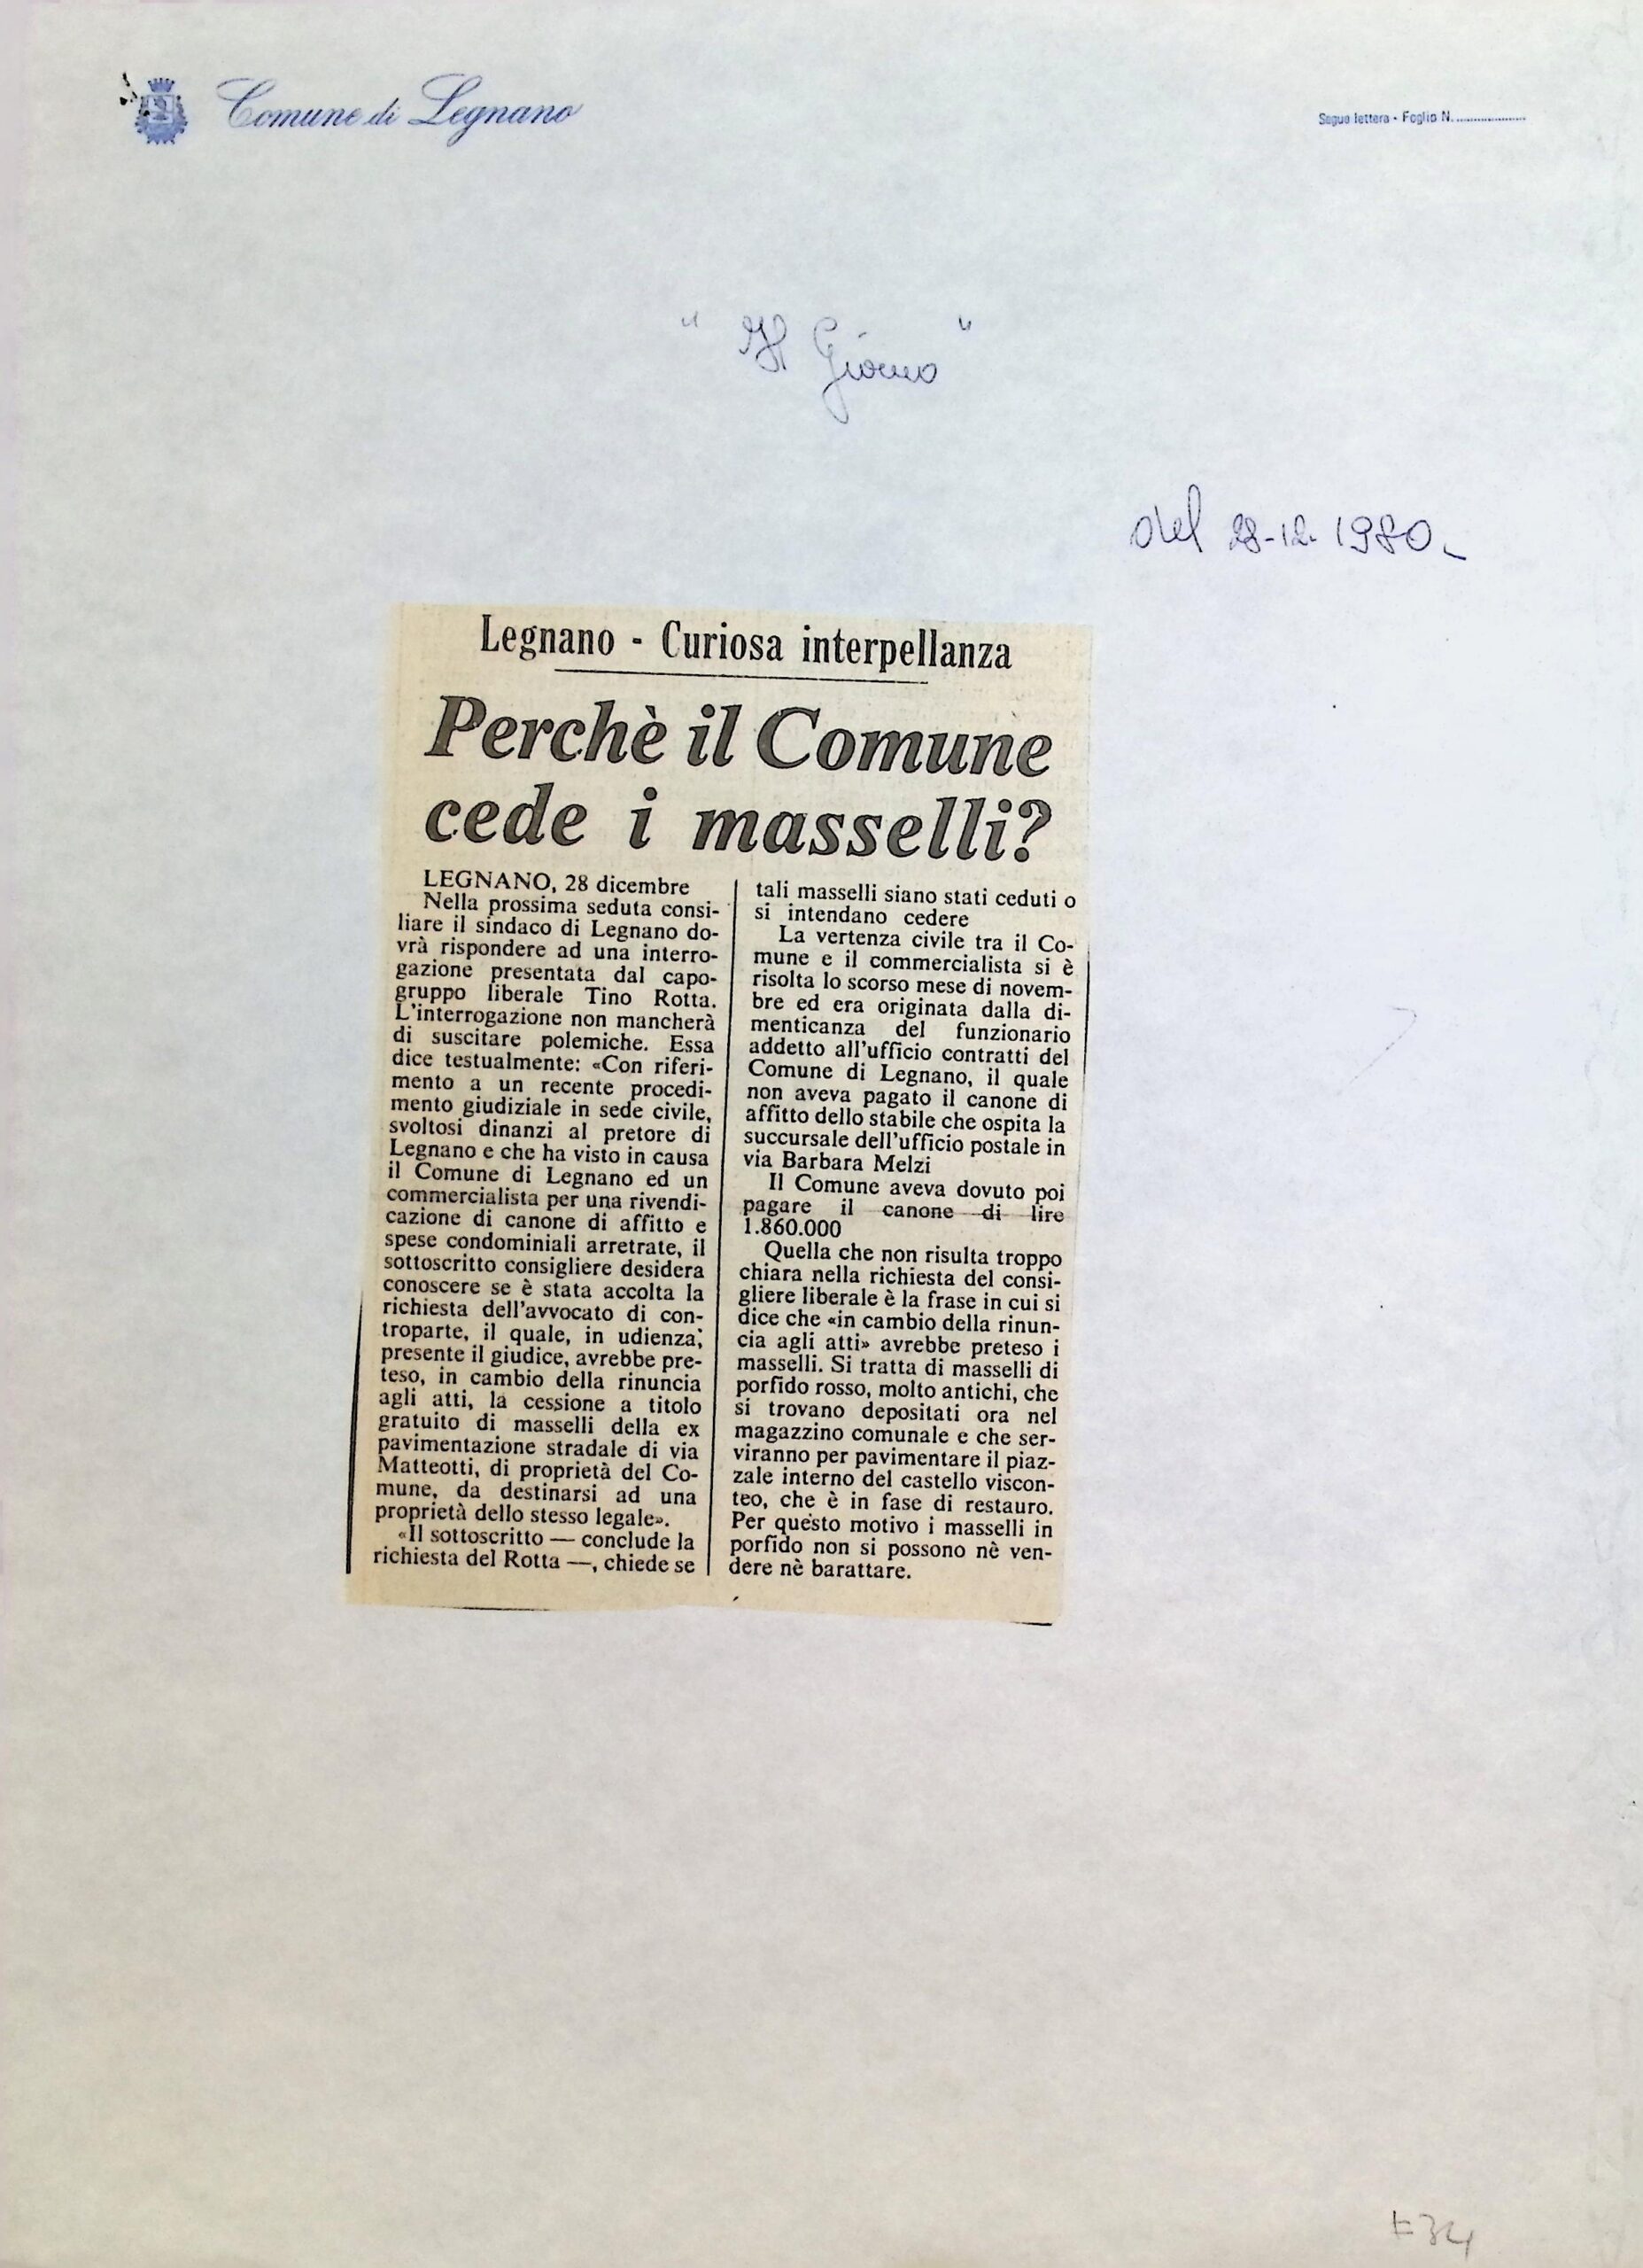 Comune di Legnano
Segue lettera - Foglio N.
" Il Giorno "
del 28-12-1980.
Legnano - Curiosa interpellanza
Perchè il Comune
cede i masselli?
LEGNANO, 28 dicembre
Nella prossima seduta consi-
liare il sindaco di Legnano do-
vrà rispondere ad una interro-
gazione presentata dal capo-
gruppo liberale Tino Rotta.
L'interrogazione non mancherà
di suscitare polemiche. Essa
dice testualmente: «Con riferi-
mento a un recente procedi-
mento giudiziale in sede civile,
svoltosi dinanzi al pretore di
Legnano e che ha visto in causa
il Comune di Legnano ed un
commercialista per una rivendi-
cazione di canone di affitto e
spese condominiali arretrate, il
sottoscritto consigliere desidera
conoscere se è stata accolta la
richiesta dell'avvocato di con-
troparte, il quale, in udienza,
presente il giudice, avrebbe pre-
teso, in cambio della rinuncia
agli atti, la cessione a titolo
gratuito di masselli della ex
pavimentazione stradale di via
Matteotti, di proprietà del Co-
mune, da destinarsi ad una
proprietà dello stesso legale».
«Il sottoscritto — conclude la
richiesta del Rotta —, chiede se
tali masselli siano stati ceduti o
si intendano cedere
La vertenza civile tra il Co-
mune e il commercialista si è
risolta lo scorso mese di novem-
bre ed era originata dalla di-
menticanza del funzionario
addetto all'ufficio contratti del
Comune di Legnano, il quale
non aveva pagato il canone di
affitto dello stabile che ospita la
succursale dell'ufficio postale in
via Barbara Melzi
Il Comune aveva dovuto poi
pagare il canone di lire
1.860.000
Quella che non risulta troppo
chiara nella richiesta del consi-
gliere liberale è la frase in cui si
dice che «in cambio della rinun-
cia agli atti» avrebbe preteso i
masselli. Si tratta di masselli di
porfido rosso, molto antichi, che
si trovano depositati ora nel
magazzino comunale e che ser-
viranno per pavimentare il piaz-
zale interno del castello viscon-
teo, che è in fase di restauro.
Per questo motivo i masselli in
porfido non si possono nè ven-
dere nè barattare.